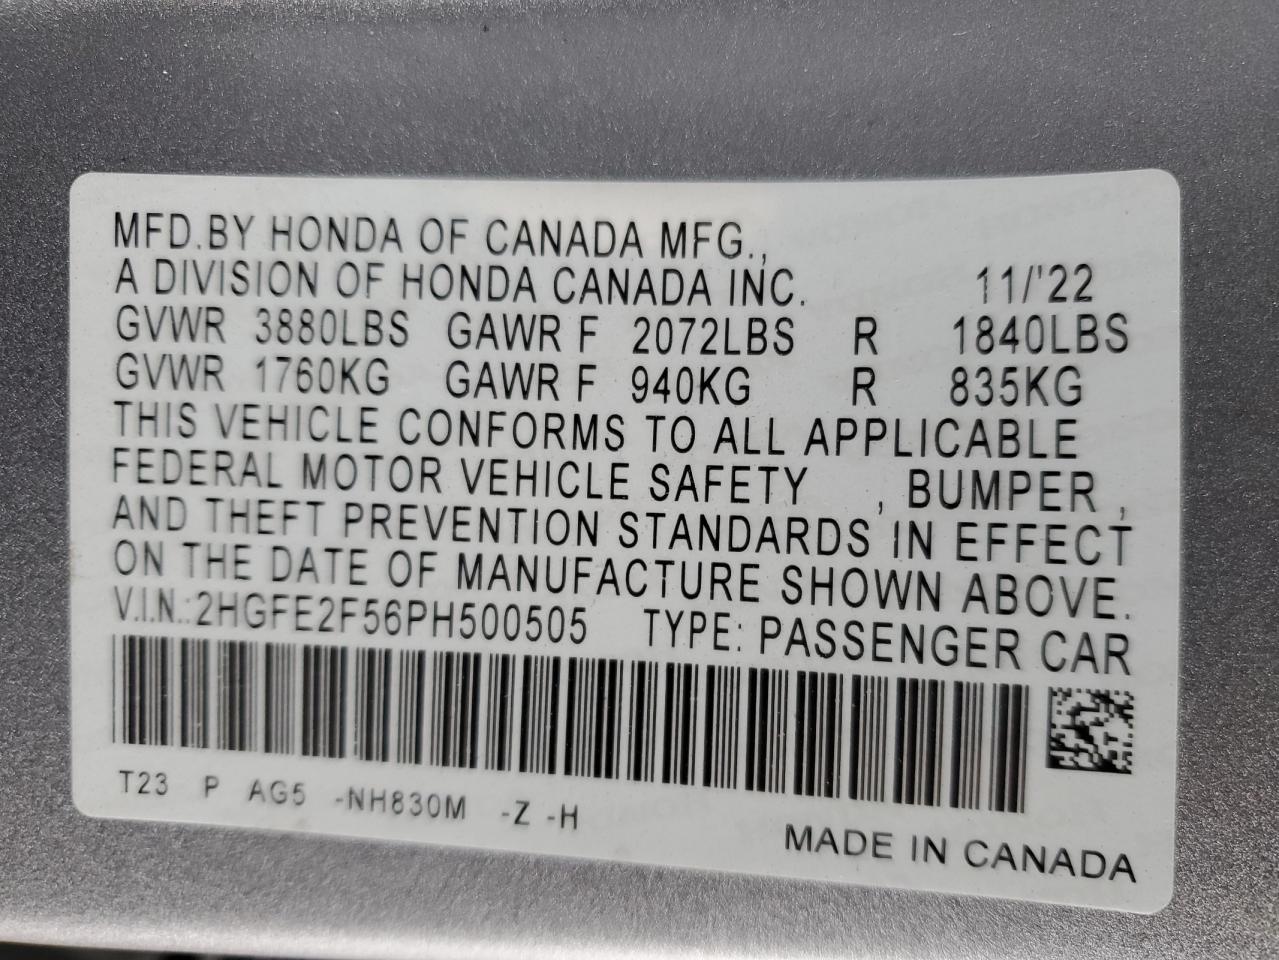 MFD.BY HONDA OF CANADA MFG.,
A DIVISION OF HONDA CANADA INC. 11/'22
GVWR 3880LBS GAWR F 2072LBS R 1840LBS
GVWR 1760KG GAWR F 940KG R 835KG
THIS VEHICLE CONFORMS TO ALL APPLICABLE
FEDERAL MOTOR VEHICLE SAFETY , BUMPER ,
AND THEFT PREVENTION STANDARDS IN EFFECT
ON THE DATE OF MANUFACTURE SHOWN ABOVE.
V.I.N.:2HGFE2F56PH500505 TYPE: PASSENGER CAR
T23 P AG5 -NH830M -Z -H
MADE IN CANADA